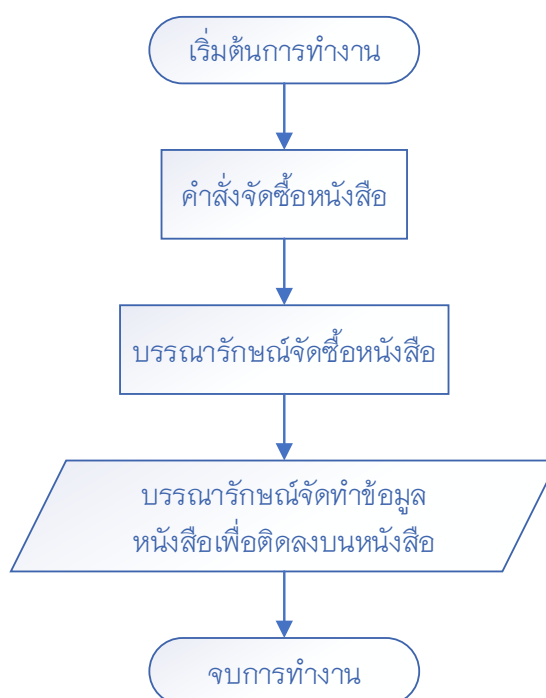 เริ่มต้นการทำงาน
คำสั่งจัดซื้อหนังสือ
บรรณารักษณ์จัดซื้อหนังสือ
บรรณารักษณ์จัดทำข้อมูล
หนังสือเพื่อติดลงบนหนังสือ
จบการทำงาน